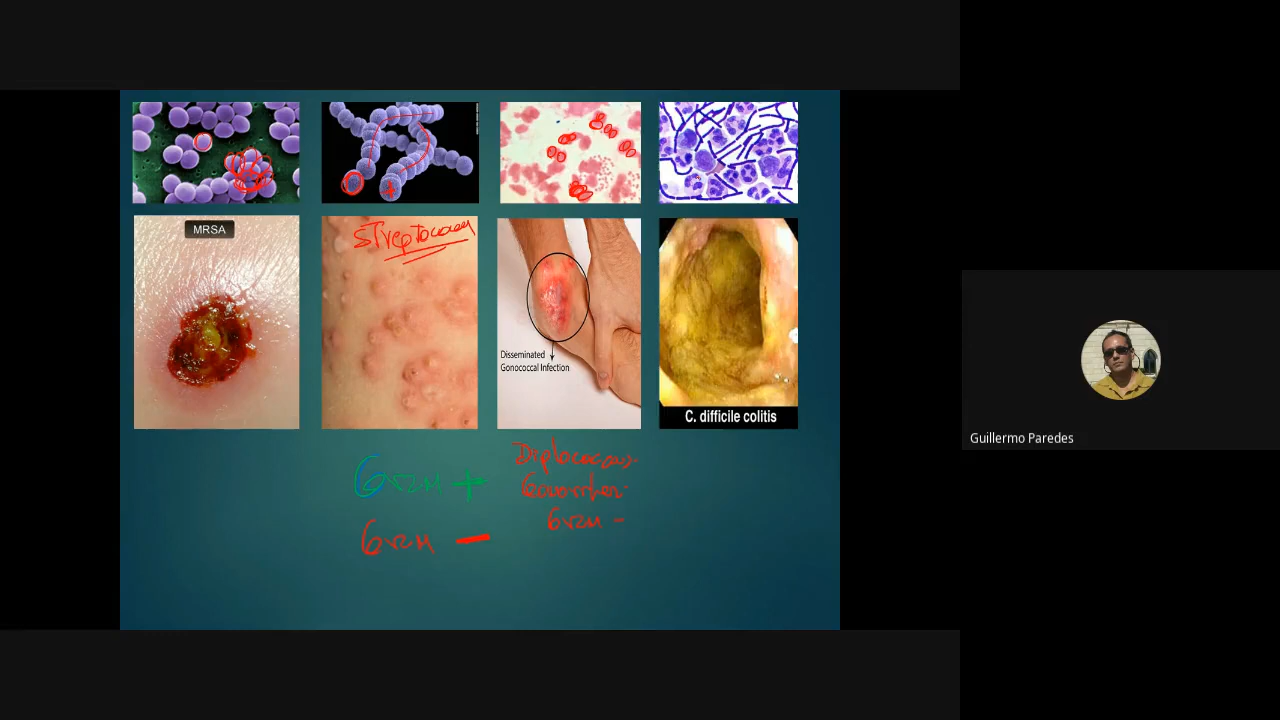 MRSA
STreptococcus
Disseminated
Gonococcal Infection
C. difficile colitis
Gram +
Diplococcus.
Gonorrhea.
Gram -
Gram -
Guillermo Paredes